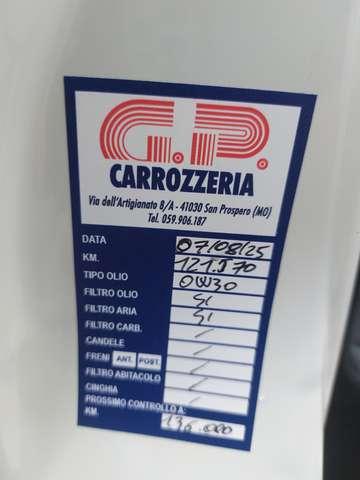 G.P.
CARROZZERIA
Via dell'Artigianato 8/A - 41030 San Prospero (MO)
Tel. 059.906.187
DATA 07/08/25
KM.
TIPO OLIO 0W30
FILTRO OLIO SI
FILTRO ARIA SI
FILTRO CARB. /
CANDELE /
FRENI ANT. POST. /
FILTRO ABITACOLO /
CINGHIA /
PROSSIMO CONTROLLO A:
KM. 136.000